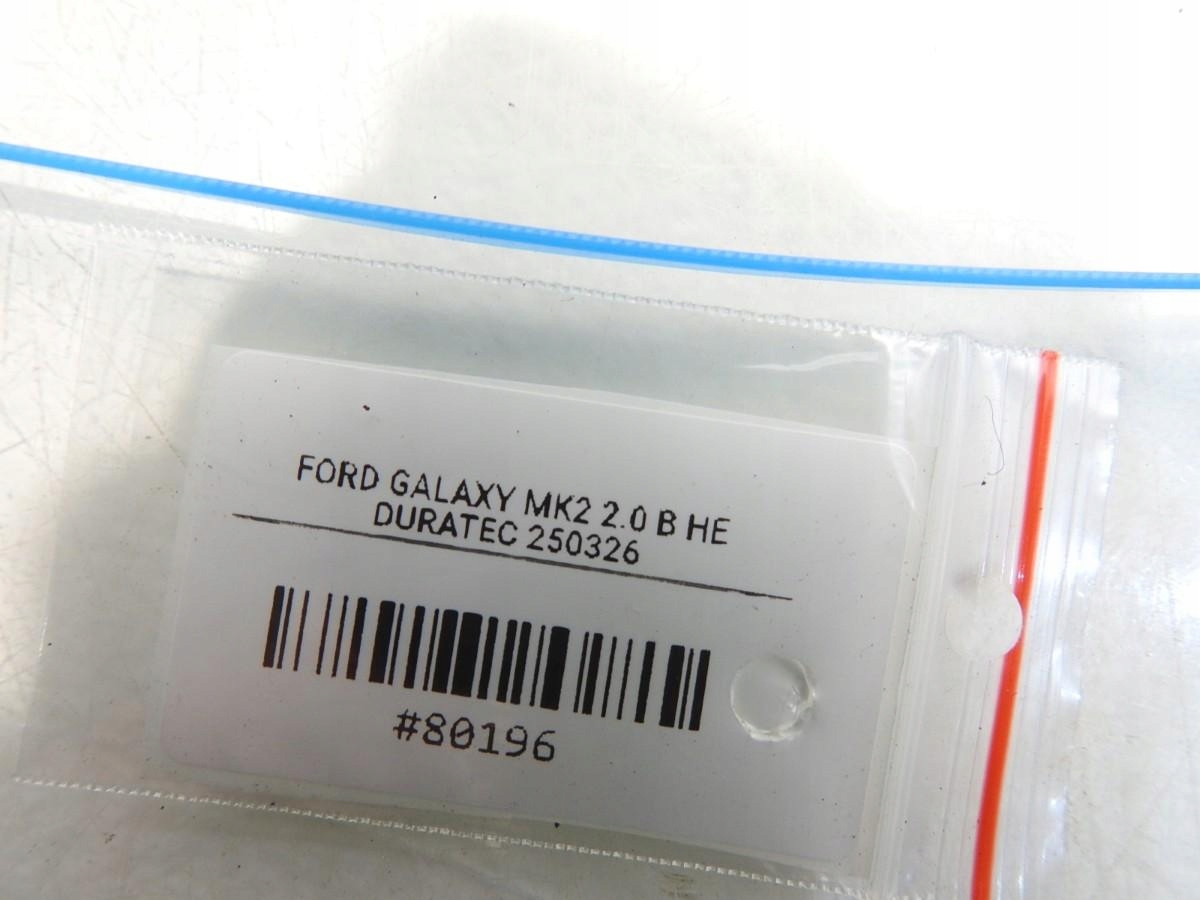 FORD GALAXY MK2 2.0 B HE
DURATEC 250326
#80196